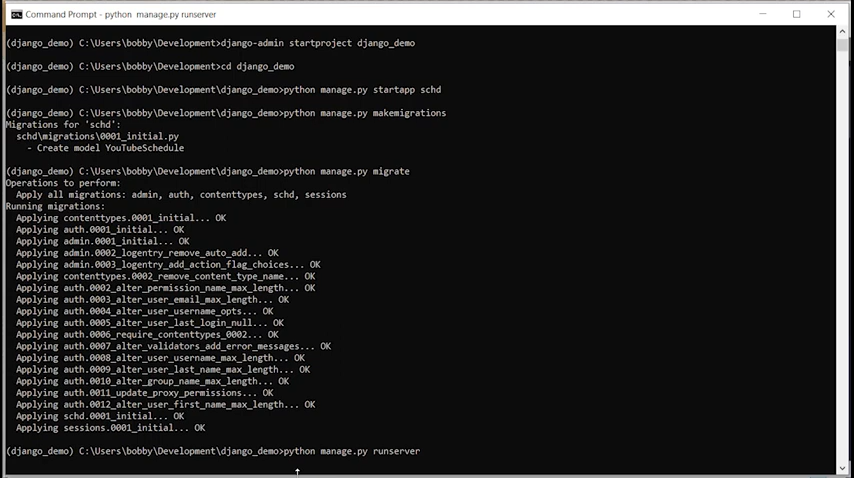 Command Prompt - python  manage.py runserver
(django_demo) C:\Users\bobby\Development>django-admin startproject django_demo
(django_demo) C:\Users\bobby\Development>cd django_demo
(django_demo) C:\Users\bobby\Development\django_demo>python manage.py startapp schd
(django_demo) C:\Users\bobby\Development\django_demo>python manage.py makemigrations
Migrations for 'schd':
  schd\migrations\0001_initial.py
    - Create model YouTubeSchedule
(django_demo) C:\Users\bobby\Development\django_demo>python manage.py migrate
Operations to perform:
  Apply all migrations: admin, auth, contenttypes, schd, sessions
Running migrations:
  Applying contenttypes.0001_initial... OK
  Applying auth.0001_initial... OK
  Applying admin.0001_initial... OK
  Applying admin.0002_logentry_remove_auto_add... OK
  Applying admin.0003_logentry_add_action_flag_choices... OK
  Applying contenttypes.0002_remove_content_type_name... OK
  Applying auth.0002_alter_permission_name_max_length... OK
  Applying auth.0003_alter_user_email_max_length... OK
  Applying auth.0004_alter_user_username_opts... OK
  Applying auth.0005_alter_user_last_login_null... OK
  Applying auth.0006_require_contenttypes_0002... OK
  Applying auth.0007_alter_validators_add_error_messages... OK
  Applying auth.0008_alter_user_username_max_length... OK
  Applying auth.0009_alter_user_last_name_max_length... OK
  Applying auth.0010_alter_group_name_max_length... OK
  Applying auth.0011_update_proxy_permissions... OK
  Applying auth.0012_alter_user_first_name_max_length... OK
  Applying schd.0001_initial... OK
  Applying sessions.0001_initial... OK
(django_demo) C:\Users\bobby\Development\django_demo>python manage.py runserver